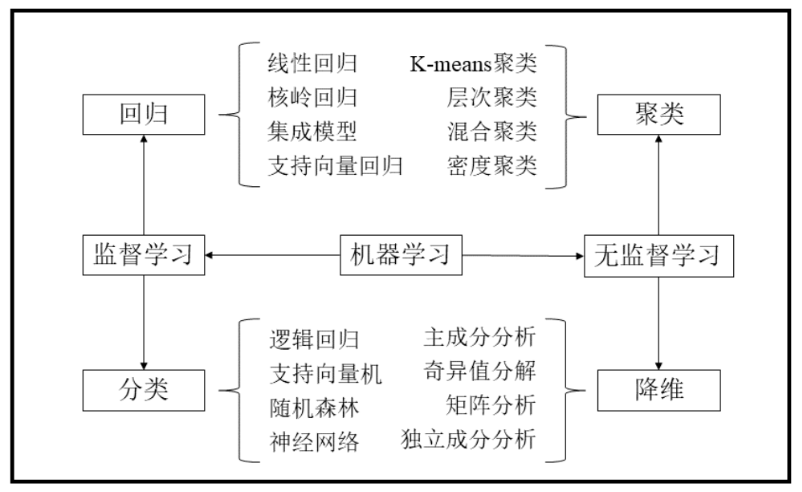 线性回归
K-means聚类
核岭回归
层次聚类
回归
聚类
集成模型
混合聚类
支持向量回归
密度聚类
监督学习
机器学习
无监督学习
逻辑回归
主成分分析
支持向量机
奇异值分解
分类
降维
随机森林
矩阵分析
神经网络
独立成分分析